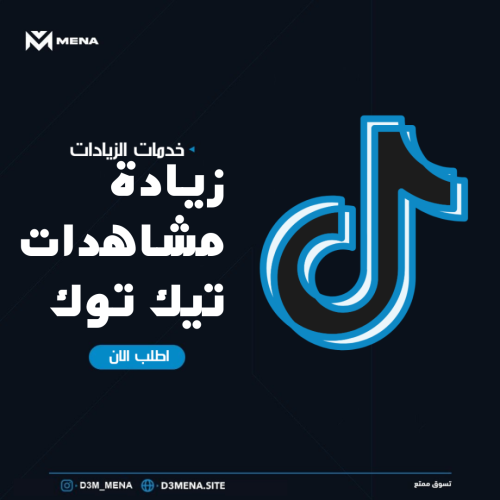 MENA
خدمات الزيادات
زيادة
مشاهدات
تيك توك
اطلب الان
D3M_MENA
D3MENA.SITE
تسوق ممتع